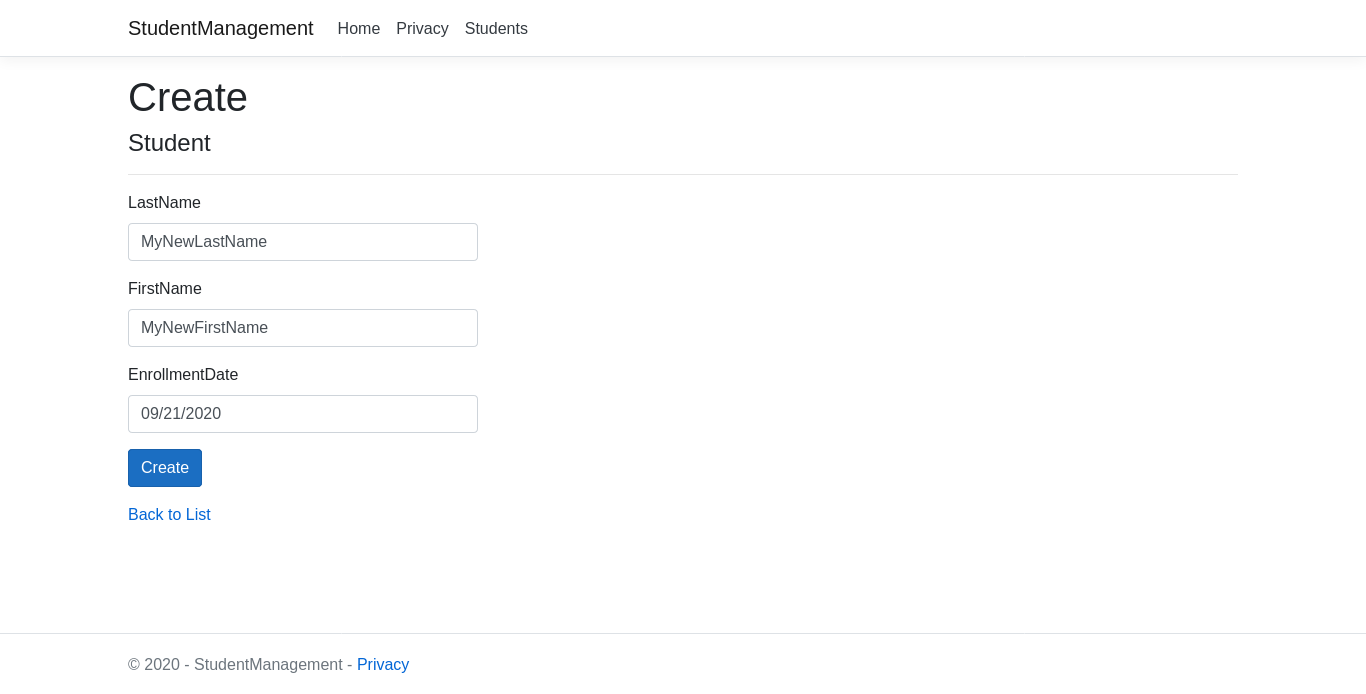 StudentManagement Home Privacy Students
Create
Student
LastName
MyNewLastName
FirstName
MyNewFirstName
EnrollmentDate
09/21/2020
Create
Back to List
© 2020 - StudentManagement - Privacy